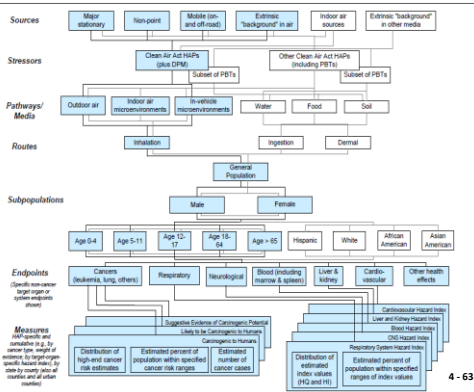 Sources
Major
stationary
Non-point
Mobile (on-
and off-road)
Extrinsic
"background"
in air
Indoor air
sources
Extrinsic "background"
in other media
Stressors
Clean Air Act HAPs
(plus DPM)
Subset of PBTs
Other Clean Air Act HAPs
(including PBTs)
Subset of PBTs
Pathways/
Media
Outdoor air
Indoor air
microenvironments
In-vehicle
microenvironments
Water
Food
Soil
Routes
Inhalation
Ingestion
Dermal
General
Population
Subpopulations
Male
Female
Age 0-4
Age 5-11
Age 12-
17
Age 18-
64
Age > 65
Hispanic
White
African
American
Asian
American
Endpoints
(Specific non-cancer
target organ or
system endpoints
shown)
Cancers
(leukemia, lung, others)
Respiratory
Neurological
Blood (including
marrow & spleen)
Liver &
kidney
Cardio-
vascular
Other health
effects
Measures
HAP-specific and
cumulative (e.g., by
cancer type, weight of
evidence; by target-organ-
specific hazard index), by
state by county (also all
counties and all urban
counties)
Suggestive Evidence of Carcinogenic Potential
Likely to be Carcinogenic to Humans
Carcinogenic to Humans
Distribution of
high-end cancer
risk estimates
Estimated percent of
population within specified
cancer risk ranges
Estimated
number of
cancer cases
Cardiovascular Hazard Index
Liver and Kidney Hazard Index
Blood Hazard Index
CNS Hazard Index
Respiratory System Hazard Index
Distribution of
estimated
index values
(HQ and HI)
Estimated percent of
population within specified
ranges of index values
4 - 63